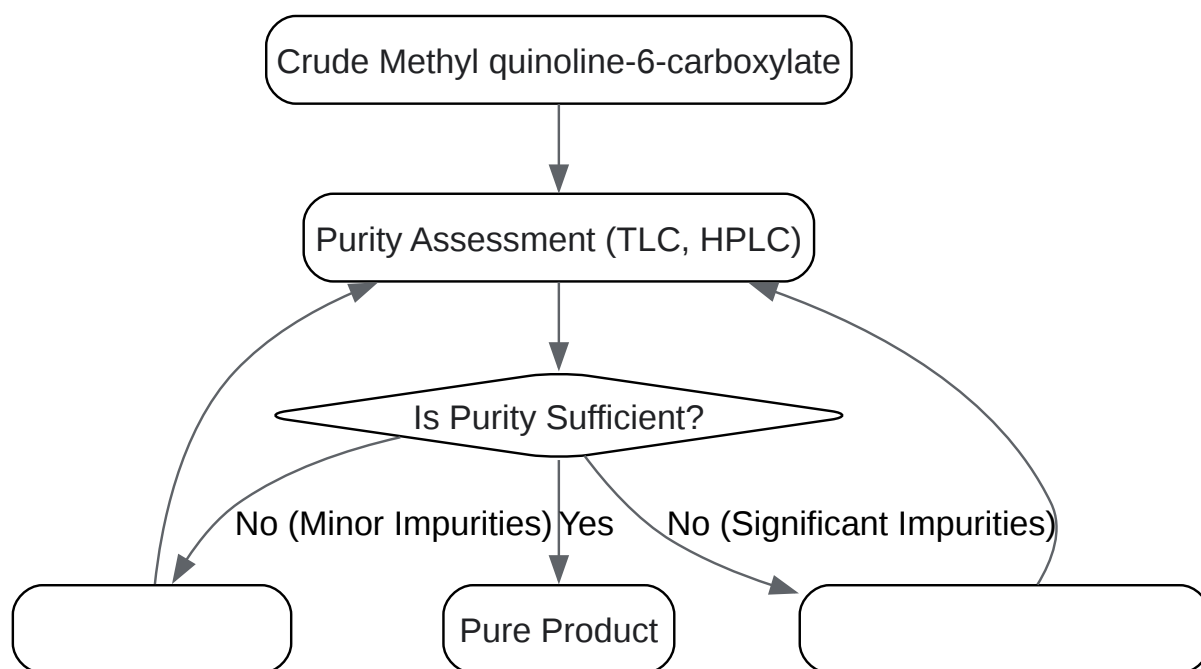 Crude Methyl quinoline-6-carboxylate
Purity Assessment (TLC, HPLC)
Is Purity Sufficient?
No (Minor Impurities)
Yes
No (Significant Impurities)
Pure Product